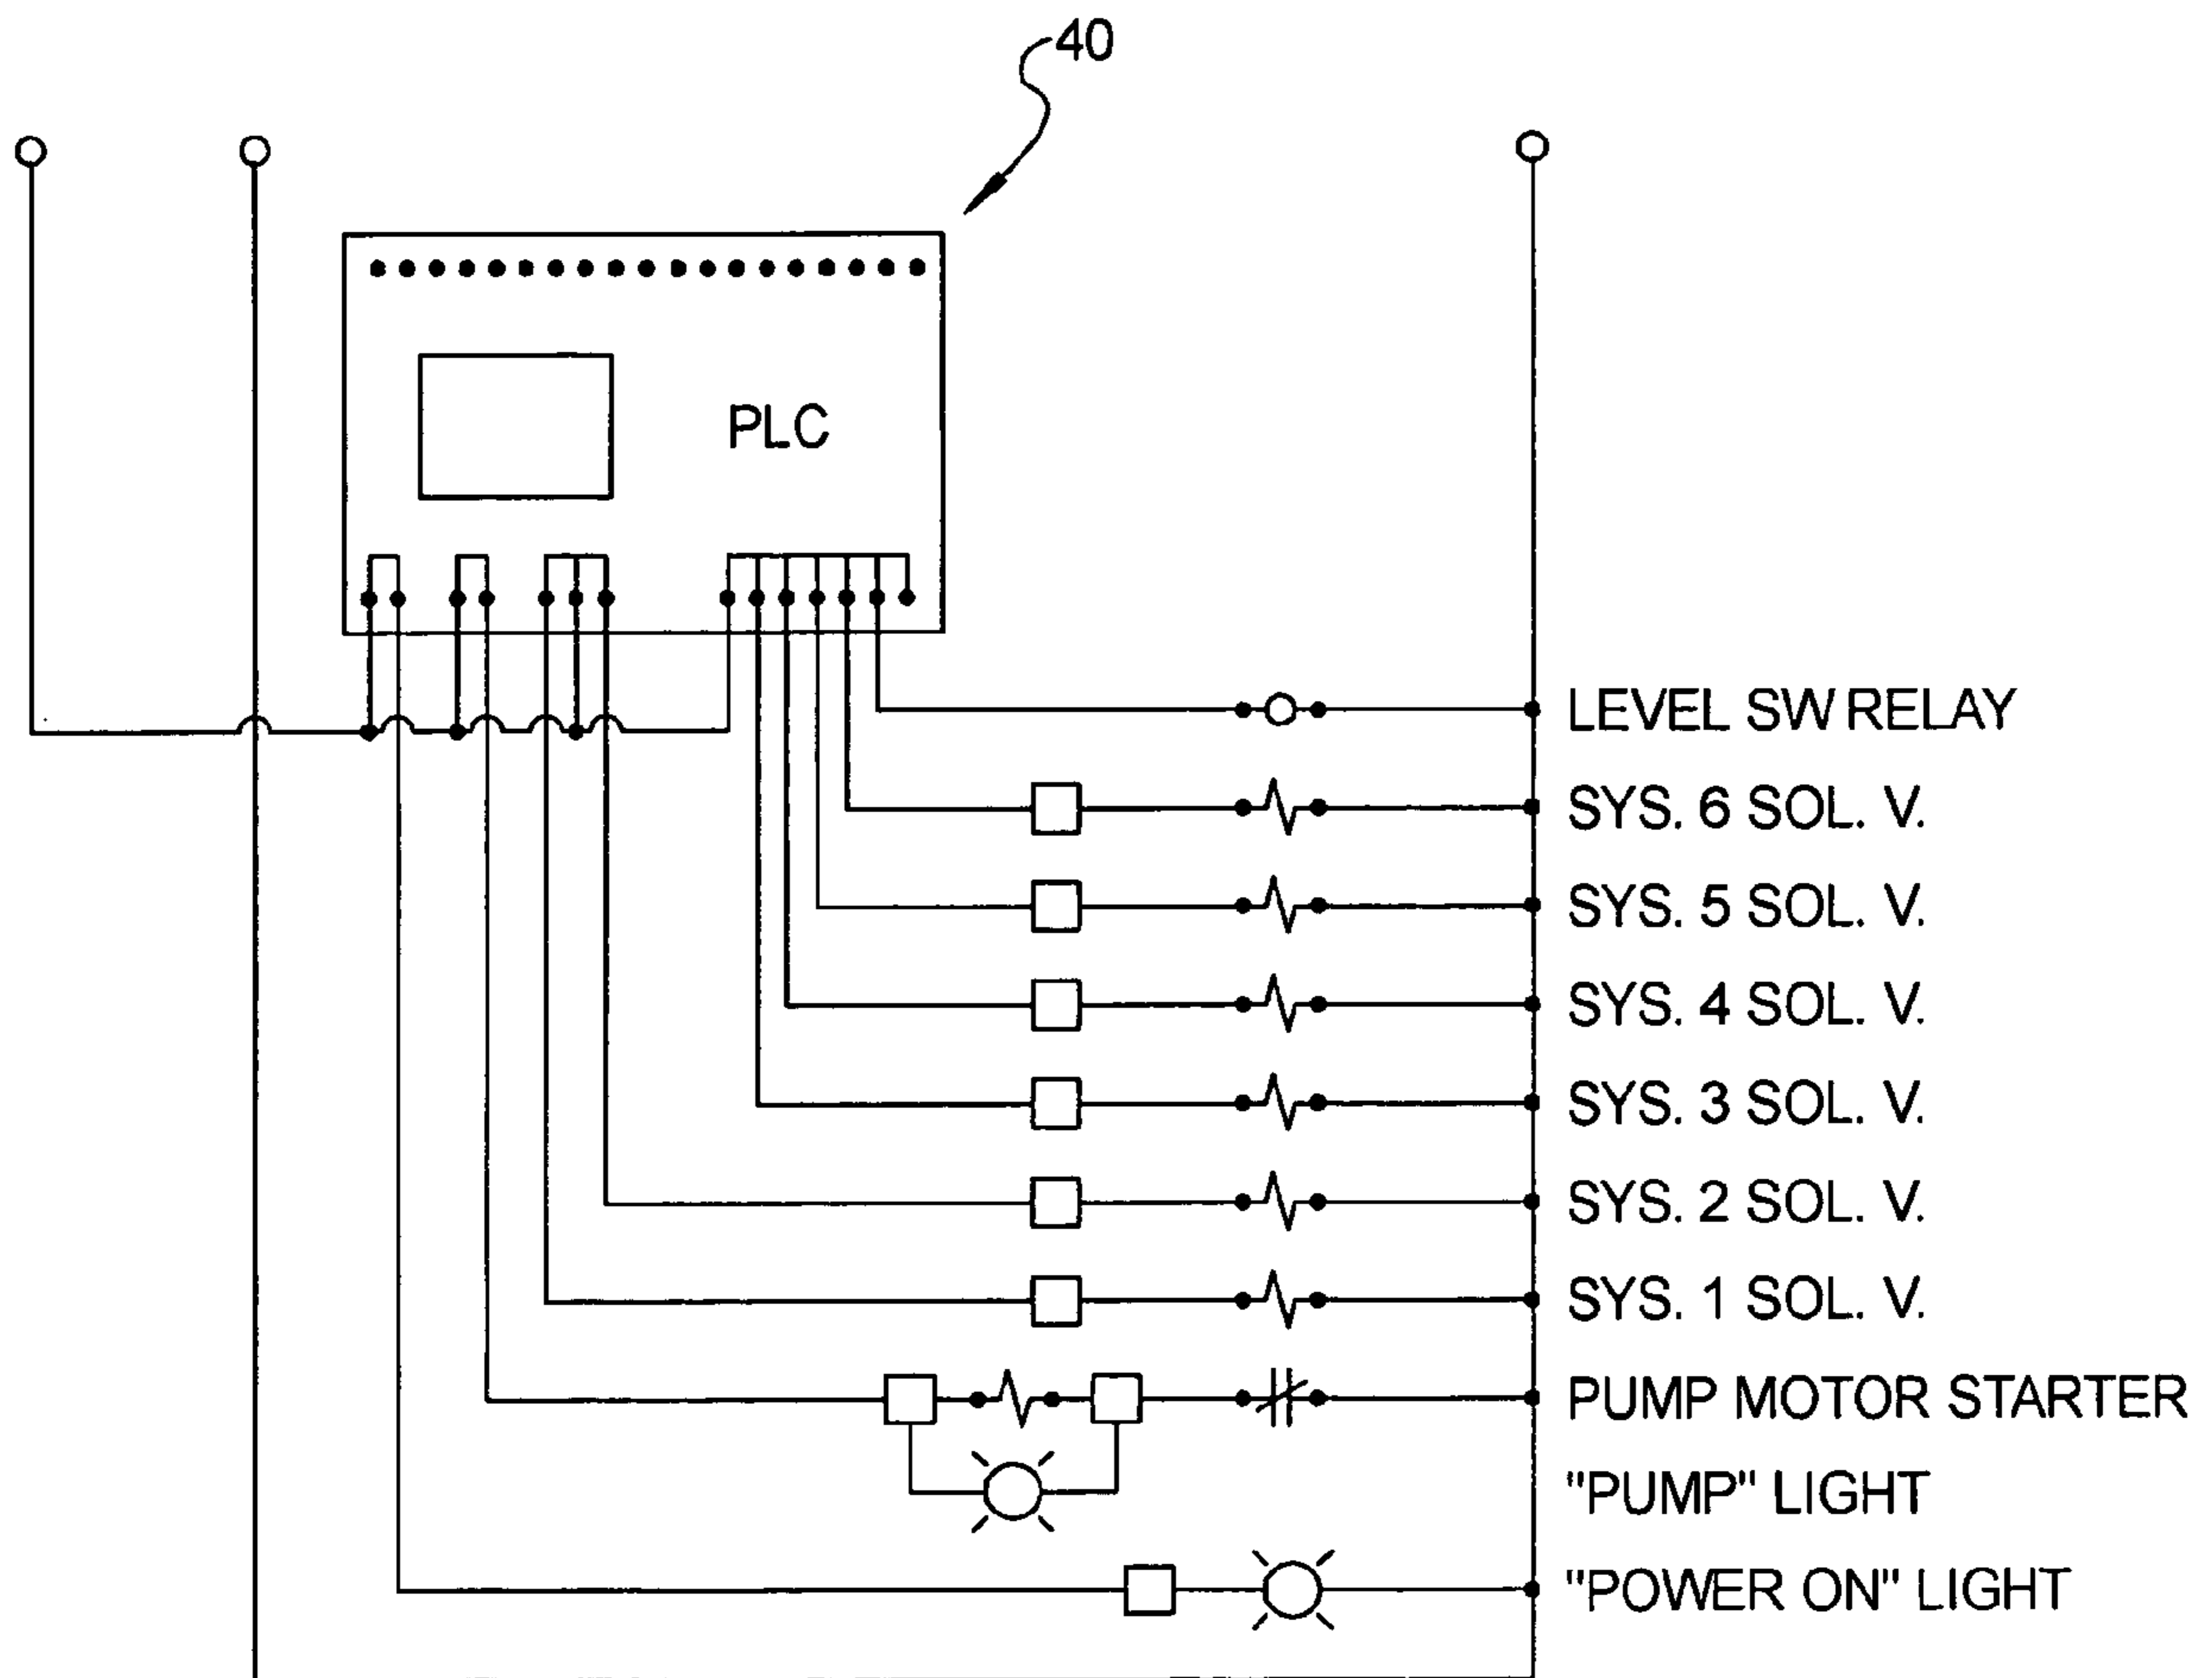 40
PLC
LEVEL SW RELAY
SYS. 6 SOL. V.
SYS. 5 SOL. V.
SYS. 4 SOL. V.
SYS. 3 SOL. V.
SYS. 2 SOL. V.
SYS. 1 SOL. V.
PUMP MOTOR STARTER
"PUMP" LIGHT
"POWER ON" LIGHT